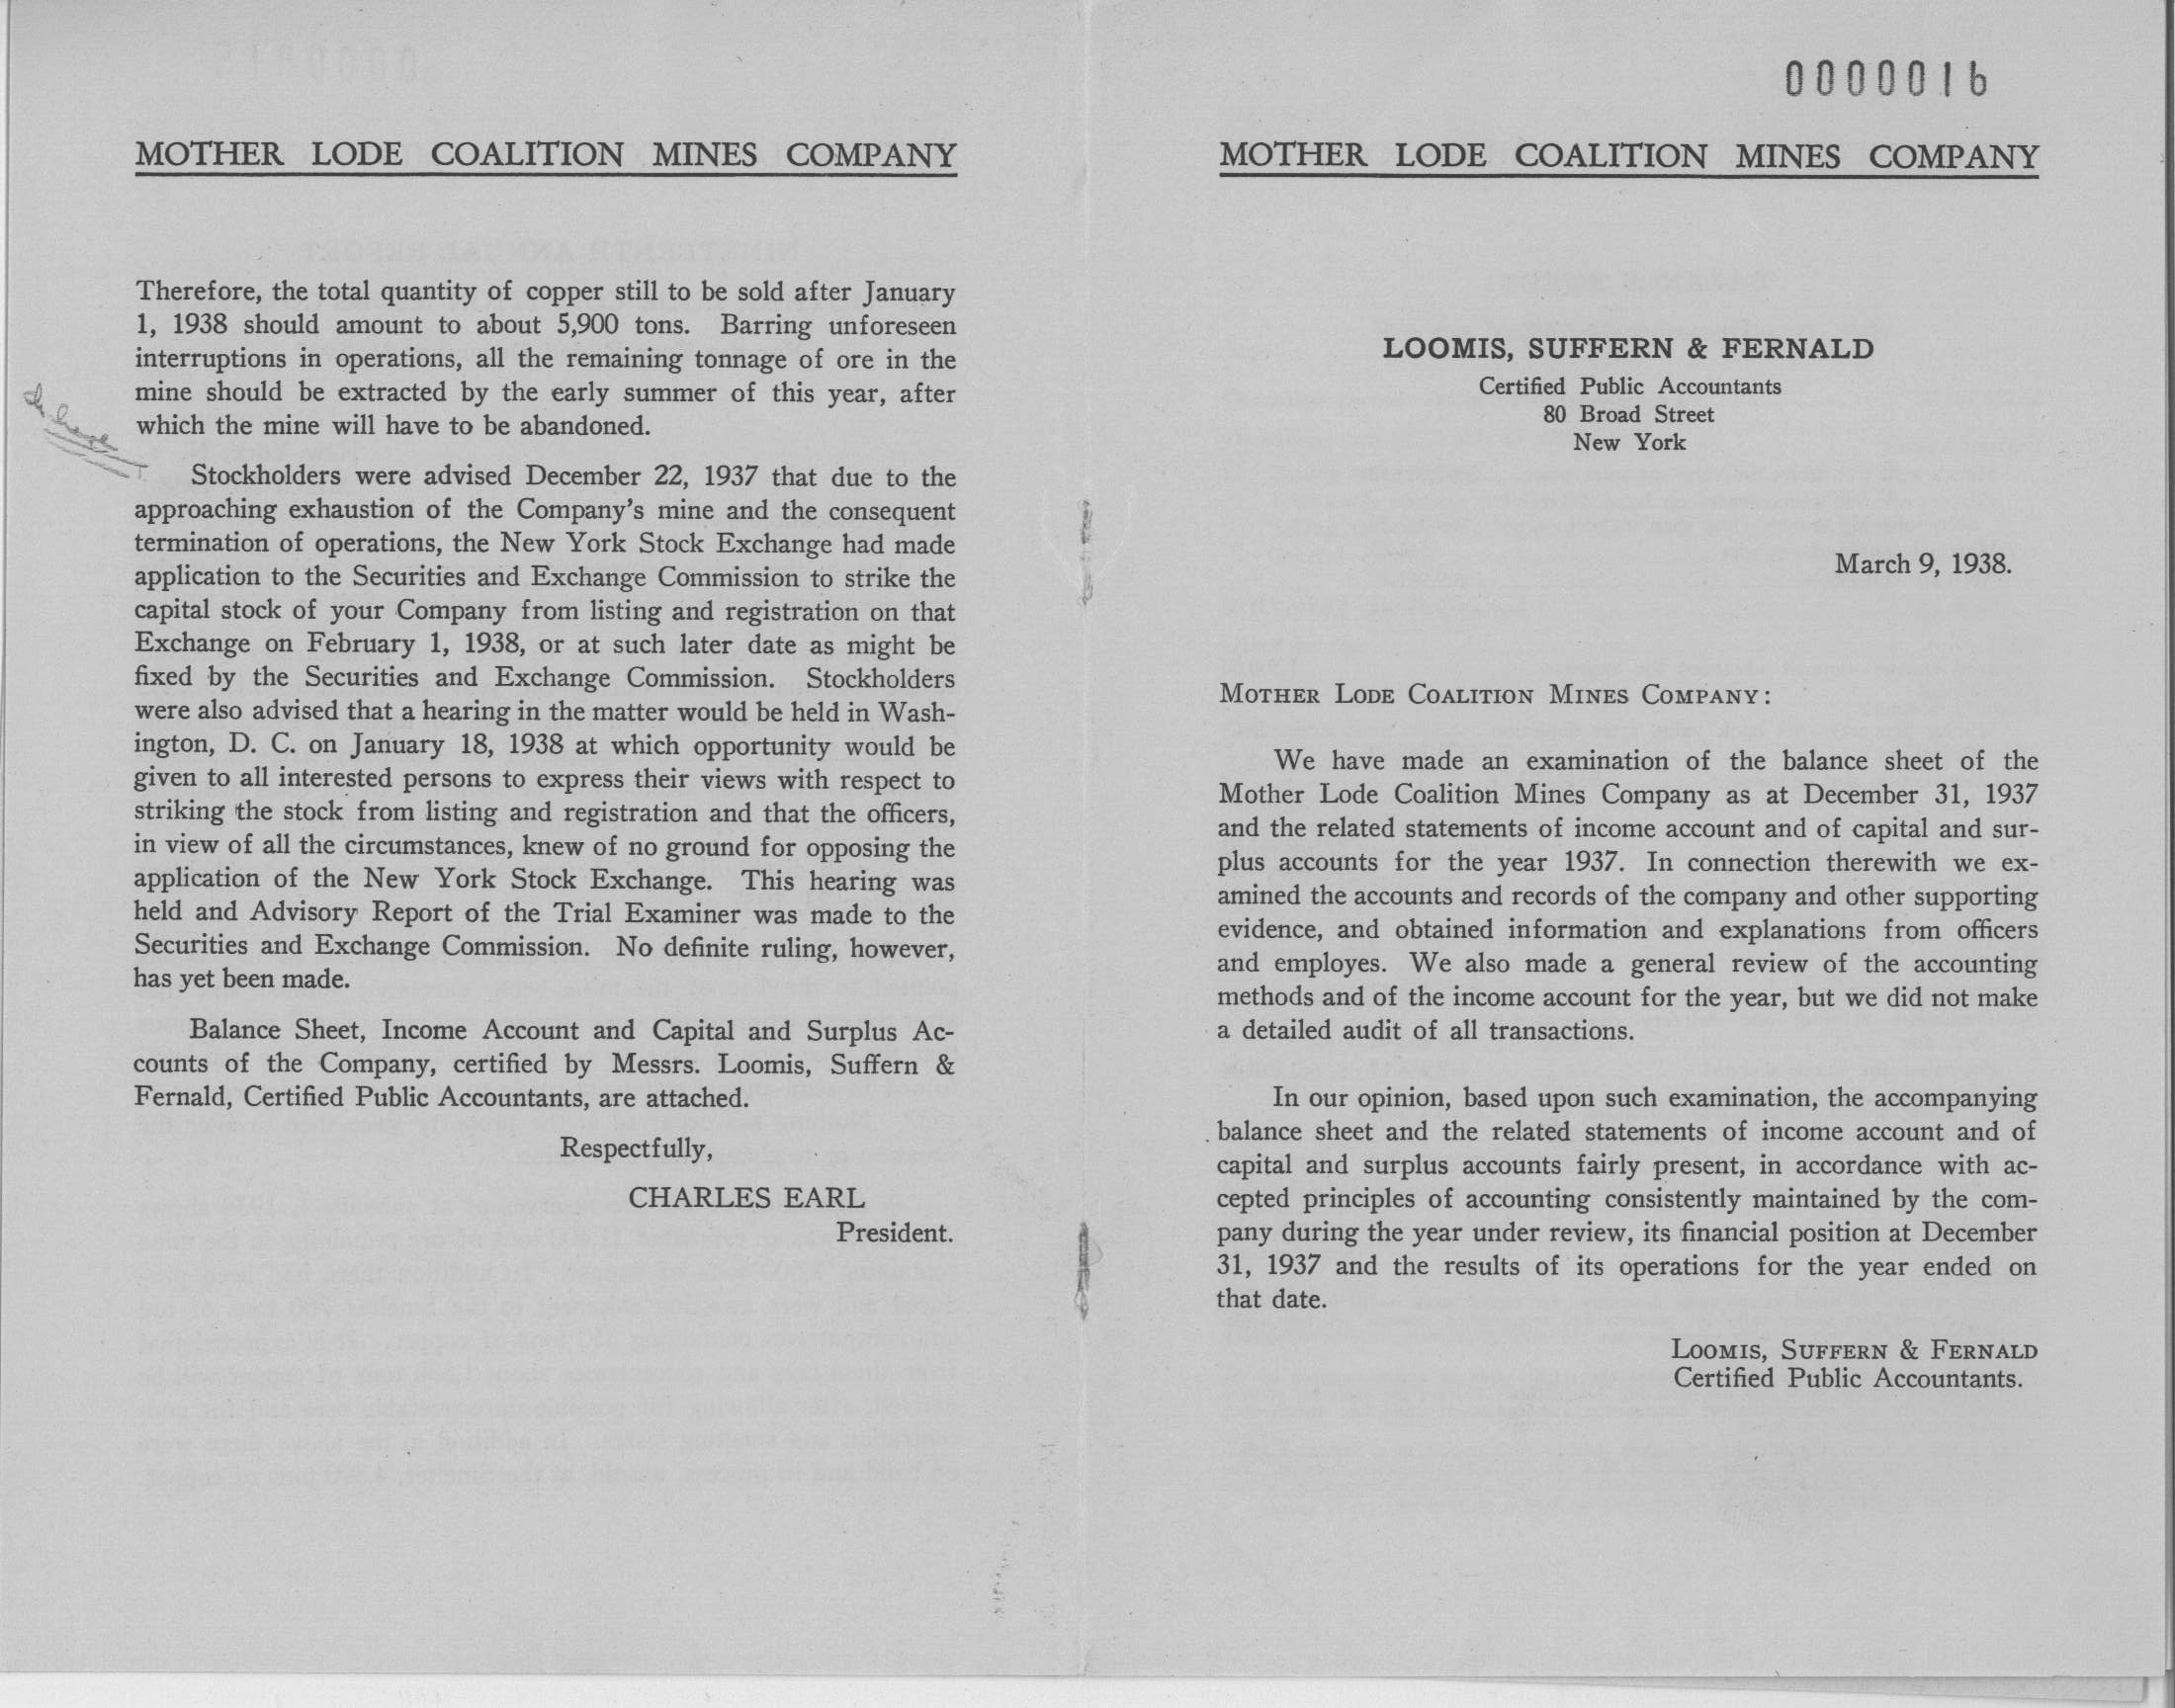 MOTHER LODE COALITION MINES COMPANY
Therefore, the total quantity of copper still to be sold after January
1, 1938 should amount to about 5,900 tons. Barring unforeseen
interruptions in operations, all the remaining tonnage of ore in the
mine should be extracted by the early summer of this year, after
which the mine will have to be abandoned.
Stockholders were advised December 22, 1937 that due to the
approaching exhaustion of the Company's mine and the consequent
termination of operations, the New York Stock Exchange had made
application to the Securities and Exchange Commission to strike the
capital stock of your Company from listing and registration on that
Exchange on February 1, 1938, or at such later date as might be
fixed by the Securities and Exchange Commission. Stockholders
were also advised that a hearing in the matter would be held in Wash-
ington, D. C. on January 18, 1938 at which opportunity would be
given to all interested persons to express their views with respect to
striking the stock from listing and registration and that the officers,
in view of all the circumstances, knew of no ground for opposing the
application of the New York Stock Exchange. This hearing was
held and Advisory Report of the Trial Examiner was made to the
Securities and Exchange Commission. No definite ruling, however,
has yet been made.
Balance Sheet, Income Account and Capital and Surplus Ac-
counts of the Company, certified by Messrs. Loomis, Suffern &
Fernald, Certified Public Accountants, are attached.
Respectfully,
CHARLES EARL
President.
0000016
MOTHER LODE COALITION MINES COMPANY
LOOMIS, SUFFERN & FERNALD
Certified Public Accountants
80 Broad Street
New York
March 9, 1938.
MOTHER LODE COALITION MINES COMPANY:
We have made an examination of the balance sheet of the
Mother Lode Coalition Mines Company as at December 31, 1937
and the related statements of income account and of capital and sur-
plus accounts for the year 1937. In connection therewith we ex-
amined the accounts and records of the company and other supporting
evidence, and obtained information and explanations from officers
and employes. We also made a general review of the accounting
methods and of the income account for the year, but we did not make
a detailed audit of all transactions.
In our opinion, based upon such examination, the accompanying
balance sheet and the related statements of income account and of
capital and surplus accounts fairly present, in accordance with ac-
cepted principles of accounting consistently maintained by the com-
pany during the year under review, its financial position at December
31, 1937 and the results of its operations for the year ended on
that date.
LOOMIS, SUFFERN & FERNALD
Certified Public Accountants.